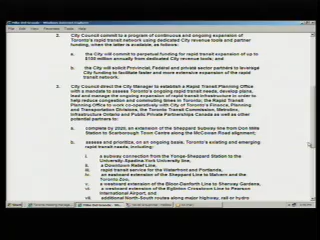 2. City Council commit to a program of continuous and ongoing expansion of
Toronto's rapid transit network using dedicated City revenue tools and partner
funding, when the latter is available, as follows:
a. the City will commit to perpetual funding for rapid transit expansion of up to
$100 million annually from dedicated City revenue tools; and
b. the City will solicit Provincial, Federal and private sector partners to leverage
City funding to facilitate faster and more extensive expansion of the rapid
transit network.
3. City Council direct the City Manager to establish a Rapid Transit Planning Office
with a mandate to assess Toronto's ongoing rapid transit needs, develop plans,
lead and manage the ongoing expansion of rapid transit infrastructure in order to
help reduce congestion and commuting times in Toronto; the Rapid Transit
Planning Office to work co-operatively with City of Toronto's Finance, Planning
and Transportation Divisions, the Toronto Transit Commission, Metrolinx,
Infrastructure Ontario and Public Private Partnerships Canada as well as other
potential partners to:
a. complete by 2020, an extension of the Sheppard Subway line from Don Mills
Station to Scarborough Town Centre along the McCowan Road alignment;
b. assess and prioritize, on an ongoing basis, Toronto's existing and emerging
rapid transit needs, including:
i. a subway connection from the Yonge-Sheppard Station to the
University-Spadina York University line,
ii. a Downtown Relief Line,
iii. rapid transit service for the Waterfront and Portlands,
iv. an eastward extension of the Sheppard Line to Malvern and the
Toronto Zoo,
v. a westward extension of the Bloor-Danforth Line to Sherway Gardens,
vi. a westward extension of the Eglinton Crosstown Line to Pearson
International Airport, and
vii. additional North-South routes along major highway, rail or hydro